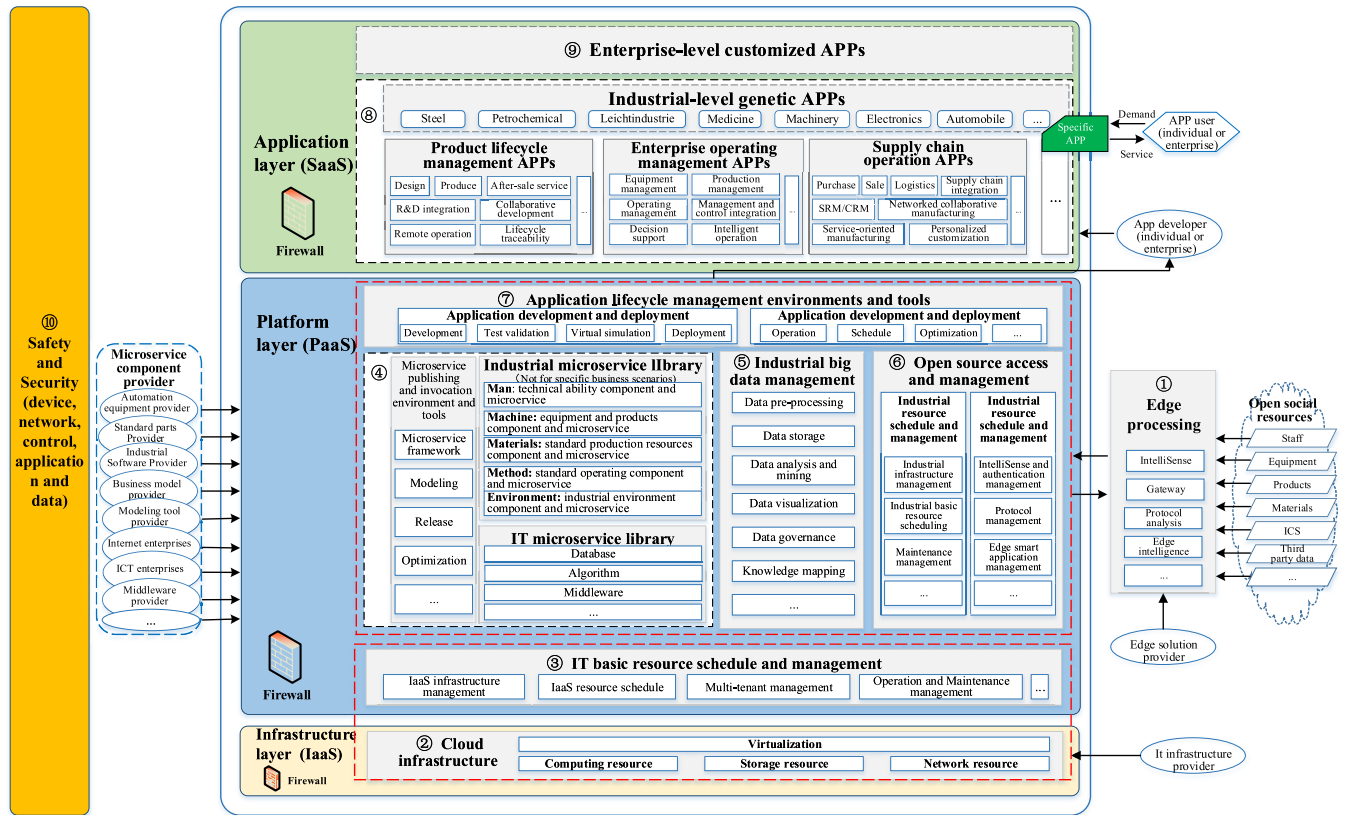 ⑩
Safety
and
Security
(device,
network,
control,
applicatio
n and
data)
Microservice
component
provider
Automation
equipment provider
Standard parts
Provider
Industrial
Software Provider
Business model
provider
Modeling tool
provider
Internet enterprises
ICT enterprises
Middleware
provider
...
Application
layer (SaaS)
Firewall
⑨ Enterprise-level customized APPs
⑧
Industrial-level genetic APPs
Steel
Petrochemical
Leichtindustrie
Medicine
Machinery
Electronics
Automobile
...
Product lifecycle
management APPs
Design
Produce
After-sale service
R&D integration
Collaborative
development
Remote operation
Lifecycle
traceability
...
Enterprise operating
management APPs
Equipment
management
Production
management
Operating
management
Management and
control integration
Decision
support
Intelligent
operation
...
Supply chain
operation APPs
Purchase
Sale
Logistics
Supply chain
integration
SRM/CRM
Networked collaborative
manufacturing
Service-oriented
manufacturing
Personalized
customization
...
...
Specific
APP
Demand
Service
APP user
(individual or
enterprise)
App developer
(individual or
enterprise)
Platform
layer (PaaS)
Firewall
⑦ Application lifecycle management environments and tools
Application development and deployment
Development
Test validation
Virtual simulation
Deployment
Application development and deployment
Operation
Schedule
Optimization
...
④
Microservice
publishing
and invocation
environment and
tools
Microservice
framework
Modeling
Release
Optimization
...
Industrial microservice lIbrary
(Not for specific business scenarios)
Man: technical ability component and
microservice
Machine: equipment and products
component and microservice
Materials: standard production resources
component and microservice
Method: standard operating component
and microservice
Environment: industrial environment
component and microservice
IT microservice library
Database
Algorithm
Middleware
...
⑤ Industrial big
data management
Data pre-processing
Data storage
Data analysis and
mining
Data visualization
Data governance
Knowledge mapping
...
⑥ Open source access
and management
Industrial
resource
schedule and
management
Industrial
infrastructure
management
Industrial basic
resource
scheduling
Maintenance
management
...
Industrial
resource
schedule and
management
IntelliSense and
authentication
management
Protocol
management
Edge smart
application
management
...
①
Edge
processing
IntelliSense
Gateway
Protocol
analysis
Edge
intelligence
...
Open social
resources
Staff
Equipment
Products
Materials
ICS
Third
party data
...
Edge solution
provider
③ IT basic resource schedule and management
IaaS infrastructure
management
IaaS resource schedule
Multi-tenant management
Operation and Maintenance
management
...
Infrastructure
layer (IaaS)
Firewall
② Cloud
infrastructure
Virtualization
Computing resource
Storage resource
Network resource
It infrastructure
provider